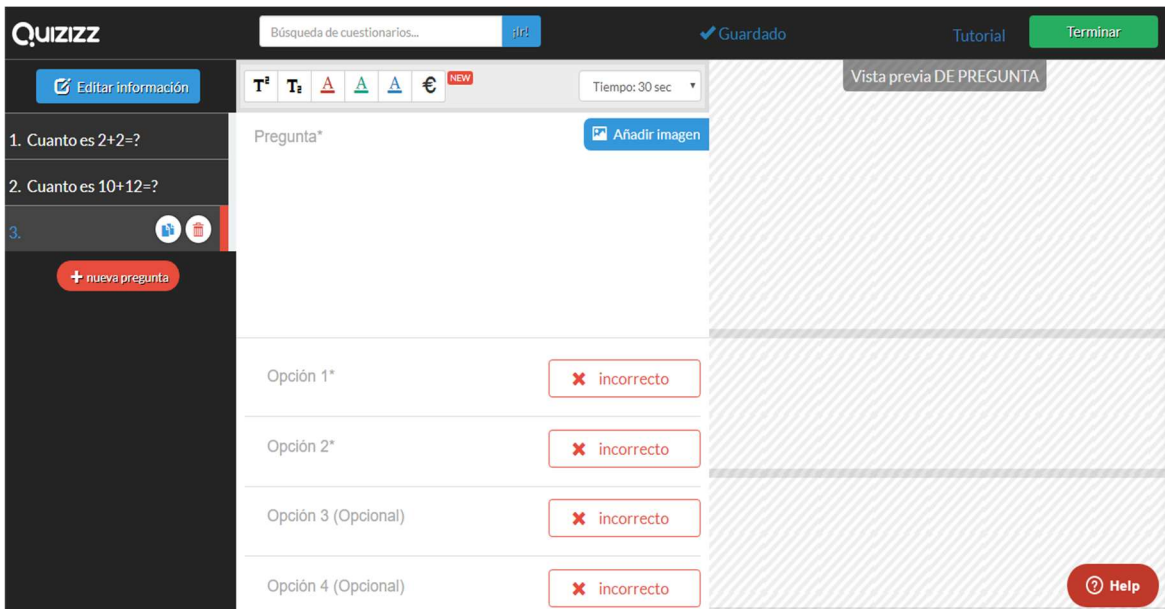 QUIZIZZ
Búsqueda de cuestionarios...
¡Ir!
Guardado
Tutorial
Terminar
Editar información
T² T₂ A A A € NEW
Tiempo: 30 sec
Vista previa DE PREGUNTA
1. Cuanto es 2+2=?
2. Cuanto es 10+12=?
3.
nueva pregunta
Pregunta*
Añadir imagen
Opción 1*
incorrecto
Opción 2*
incorrecto
Opción 3 (Opcional)
incorrecto
Opción 4 (Opcional)
incorrecto
Help